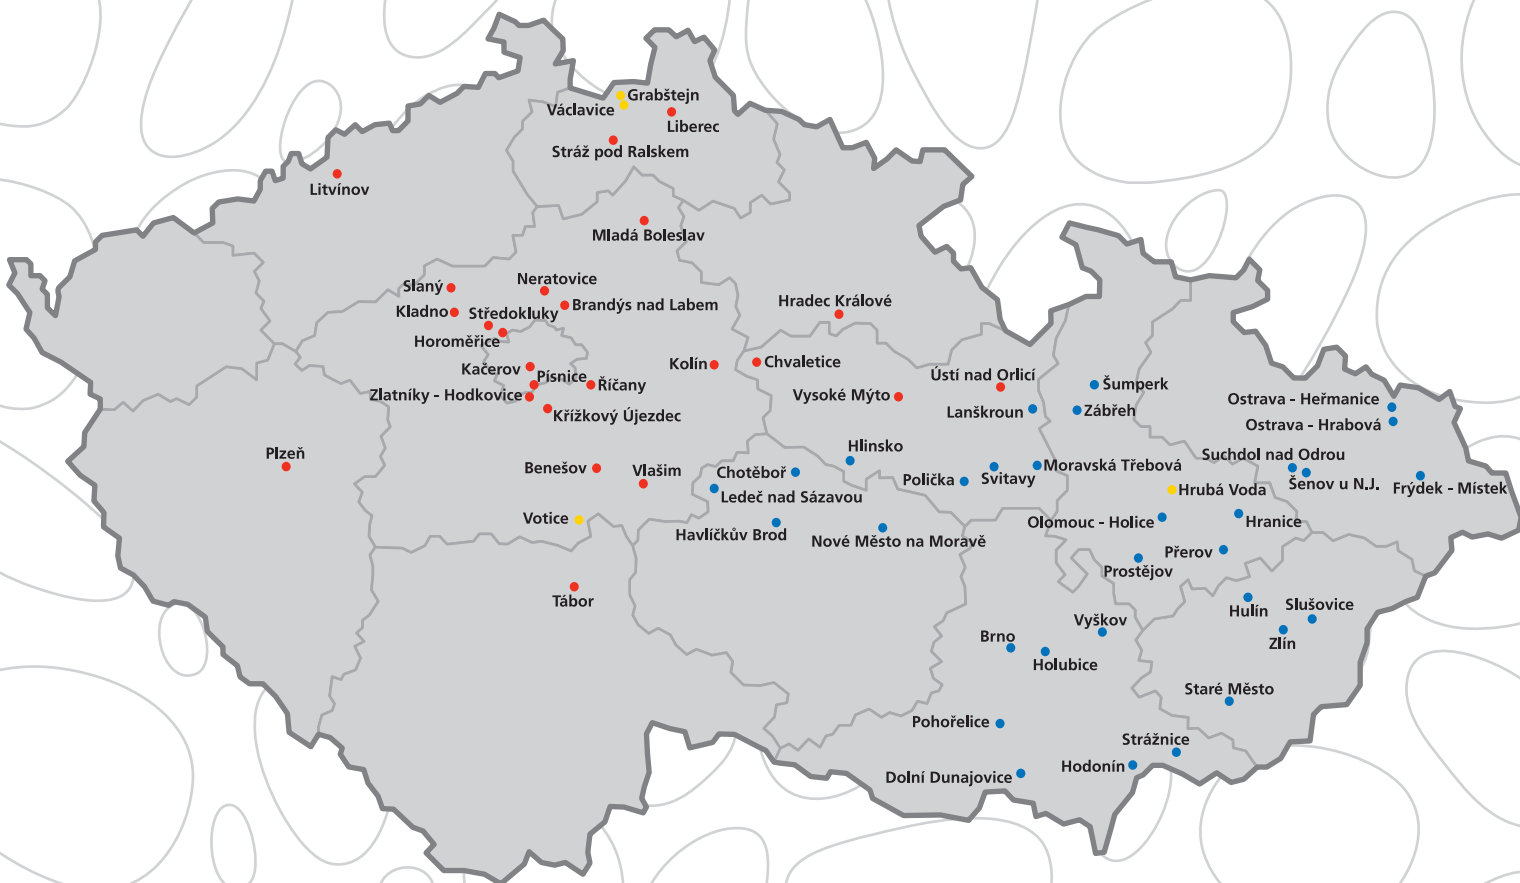 Grabštejn
Václavice
Liberec
Stráž pod Ralskem
Litvínov
Mladá Boleslav
Neratovice
Slaný
Brandýs nad Labem
Hradec Králové
Kladno
Středokluky
Horoměřice
Kačerov
Kolín
Chvaletice
Písnice
Říčany
Ústí nad Orlicí
Šumperk
Zlatníky - Hodkovice
Vysoké Mýto
Ostrava - Heřmanice
Křížkový Újezdec
Lanškroun
Zábřeh
Ostrava - Hrabová
Plzeň
Hlinsko
Suchdol nad Odrou
Benešov
Vlašim
Chotěboř
Moravská Třebová
Polička
Svitavy
Šenov u N.J.
Frýdek - Místek
Ledeč nad Sázavou
Hrubá Voda
Votice
Olomouc - Holice
Hranice
Havlíčkův Brod
Nové Město na Moravě
Přerov
Prostějov
Tábor
Hulín
Slušovice
Vyškov
Brno
Zlín
Holubice
Staré Město
Pohořelice
Strážnice
Hodonín
Dolní Dunajovice